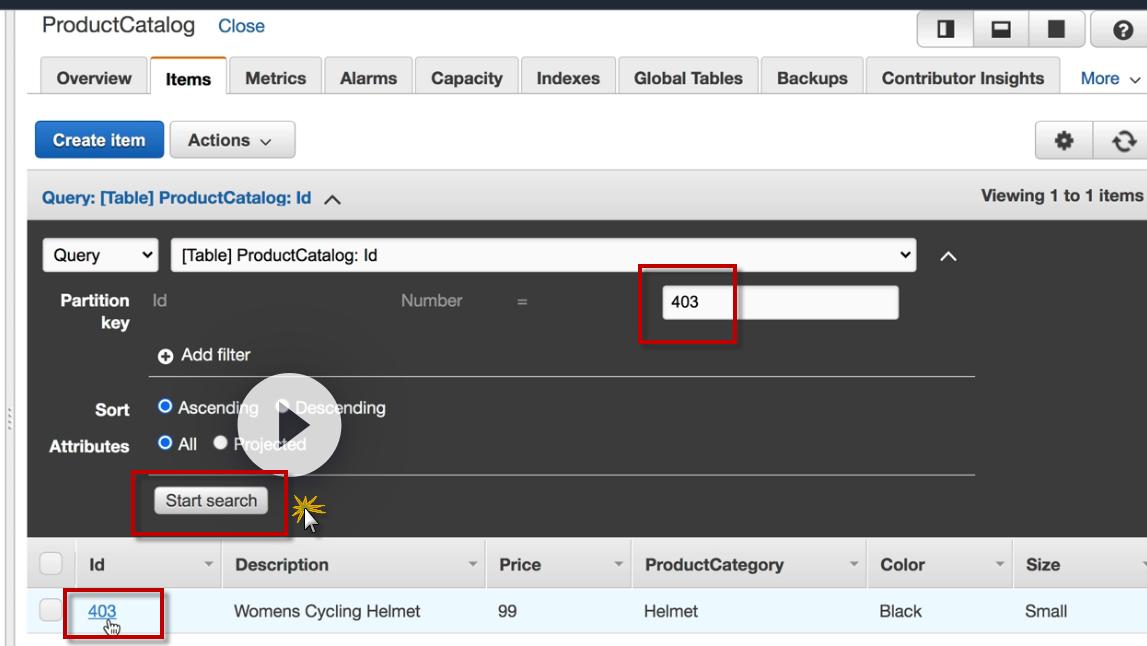 ProductCatalog Close
Overview Items Metrics Alarms Capacity Indexes Global Tables Backups Contributor Insights More
Create item Actions
Query: [Table] ProductCatalog: Id Viewing 1 to 1 items
Query [Table] ProductCatalog: Id
Partition key Id Number = 403
Add filter
Sort Ascending Descending
Attributes All Projected
Start search
Id Description Price ProductCategory Color Size
403 Womens Cycling Helmet 99 Helmet Black Small